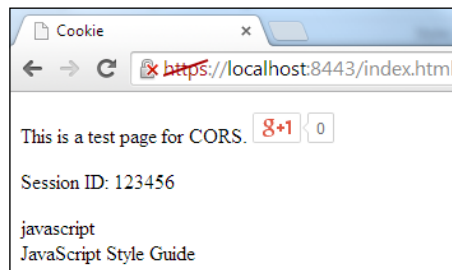 Cookie
https://localhost:8443/index.html
This is a test page for CORS. g+1 0
Session ID: 123456
javascript
JavaScript Style Guide